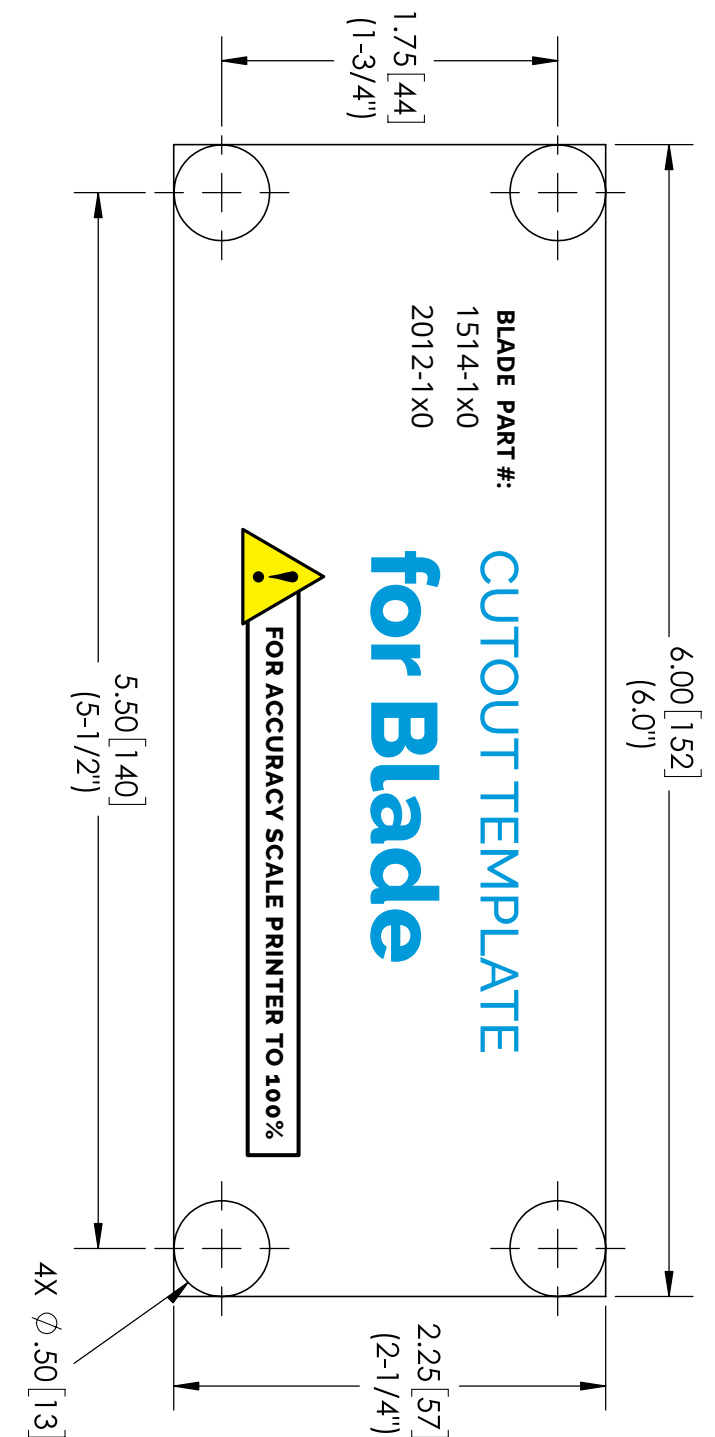 6.00[152]
(6.0")
1.75[44]
(1-3/4")
BLADE PART #:
1514-1x0
2012-1x0
CUTOUT TEMPLATE
for Blade
!
FOR ACCURACY SCALE PRINTER TO 100%
2.25[57]
(2-1/4")
5.50[140]
(5-1/2")
4X ∅.50[13]